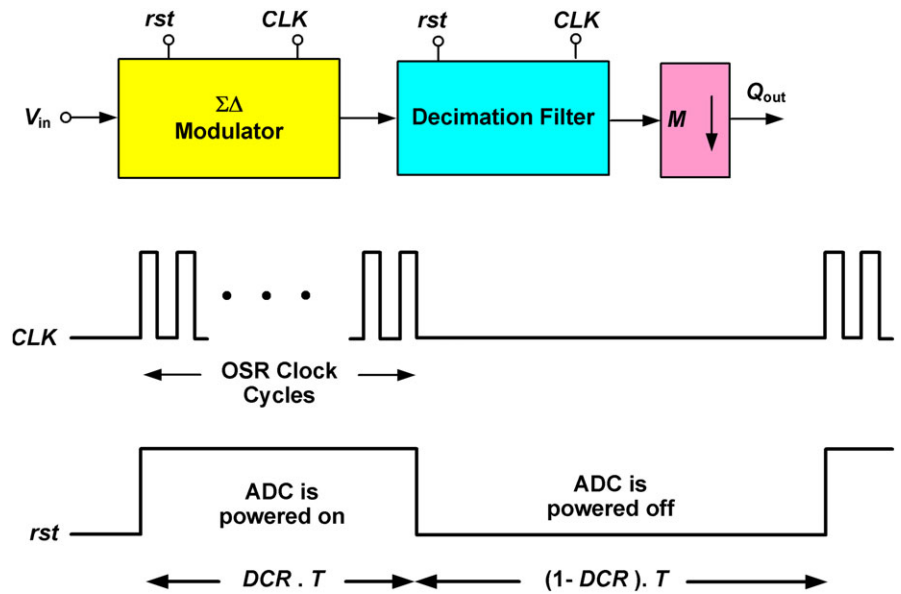 rst CLK rst CLK
ΣΔ
Modulator
Decimation Filter
V_in
M
Q_out
CLK
OSR Clock
Cycles
ADC is
powered on
ADC is
powered off
rst
DCR . T
(1- DCR ). T